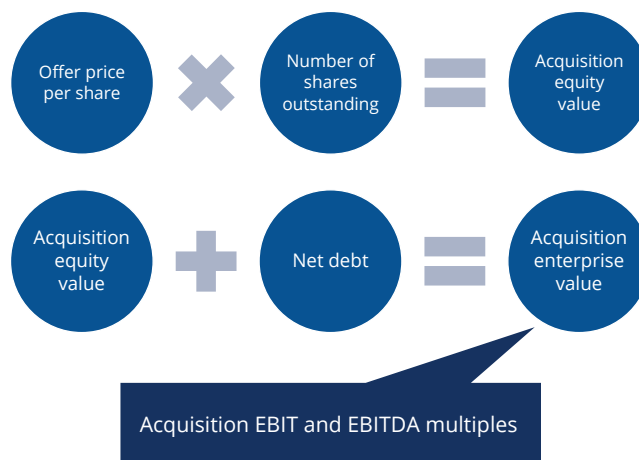 Offer price
per share
Number of
shares
outstanding
Acquisition
equity
value
Acquisition
equity
value
Net debt
Acquisition
enterprise
value
Acquisition EBIT and EBITDA multiples